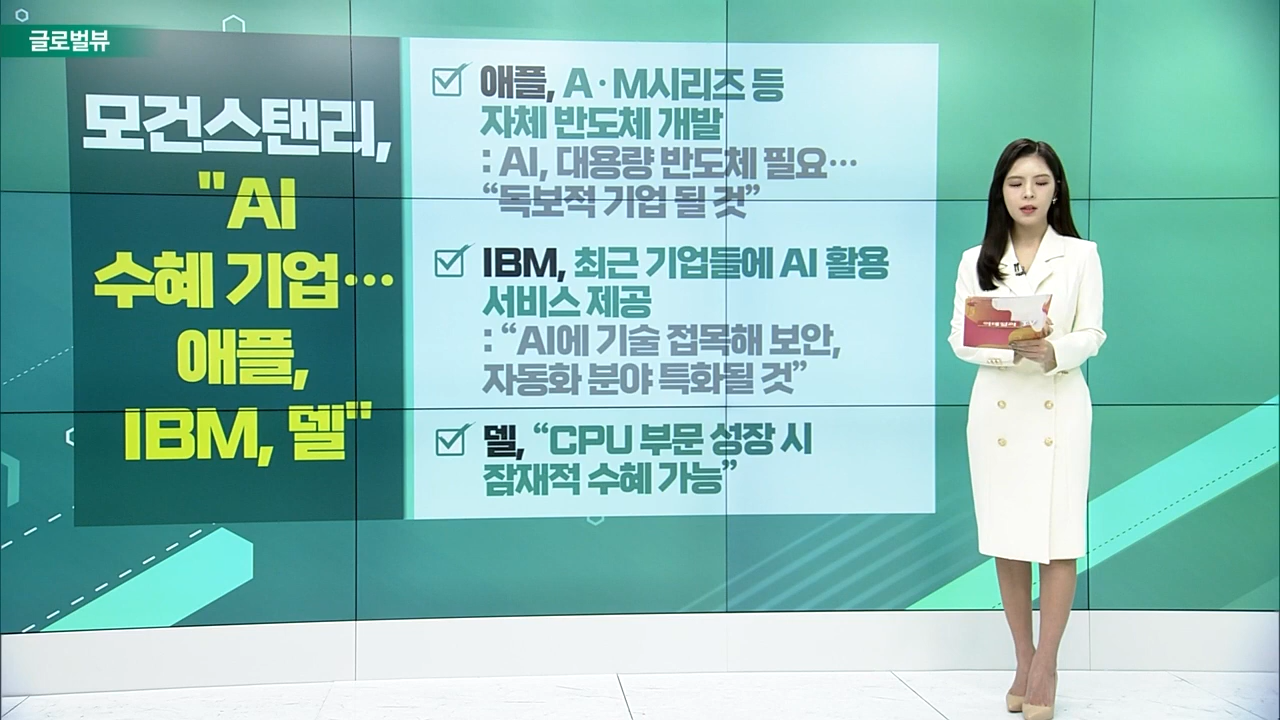 글로벌뷰
모건스탠리,
"AI
수혜 기업…
애플,
IBM, 델"
애플, A·M시리즈 등
자체 반도체 개발
: AI, 대용량 반도체 필요…
“독보적 기업 될 것”
IBM, 최근 기업들에 AI 활용
서비스 제공
: “AI에 기술 접목해 보안,
자동화 분야 특화될 것”
델, “CPU 부문 성장 시
잠재적 수혜 가능”